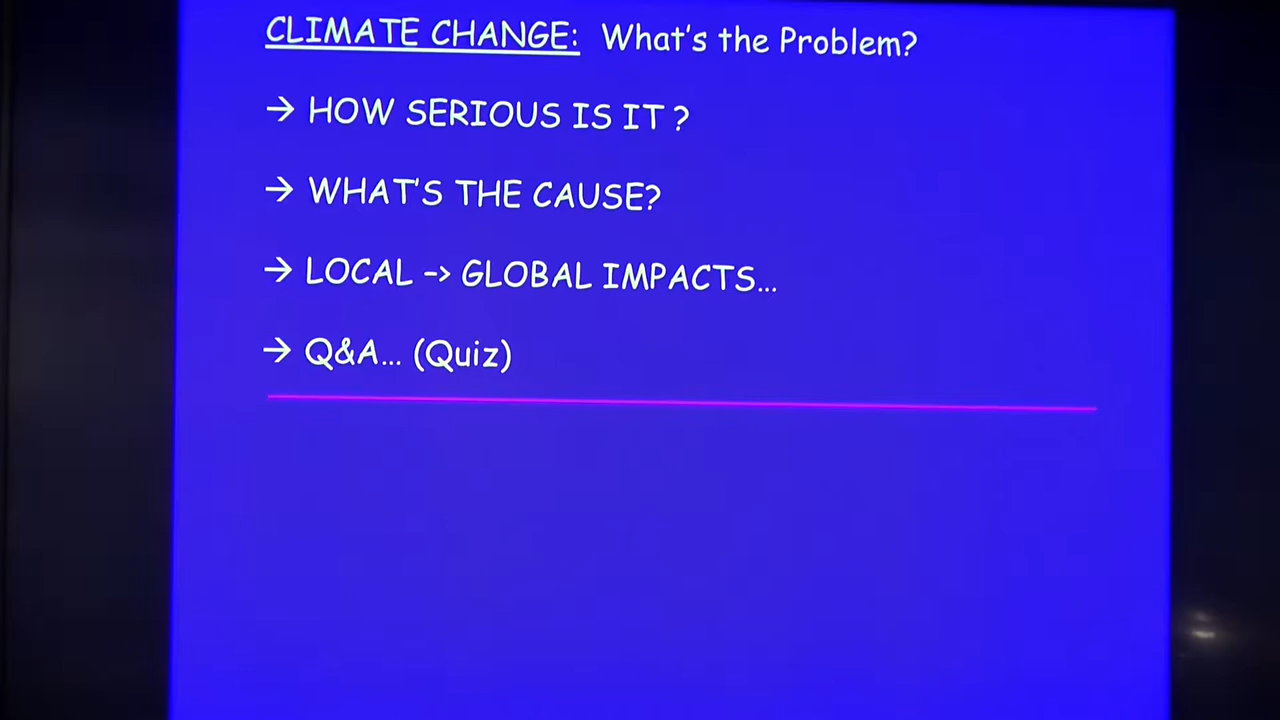 CLIMATE CHANGE: What's the Problem?
→ HOW SERIOUS IS IT ?
→ WHAT'S THE CAUSE?
→ LOCAL -> GLOBAL IMPACTS...
→ Q&A... (Quiz)